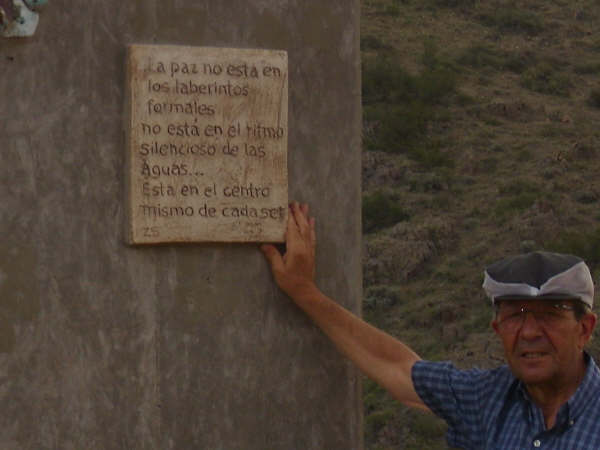 La paz no esta en
los laberintos
formales
no esta en el ritmo
silencioso de las
Aguas...
Esta en el centro
mismo de cada ser
ZS